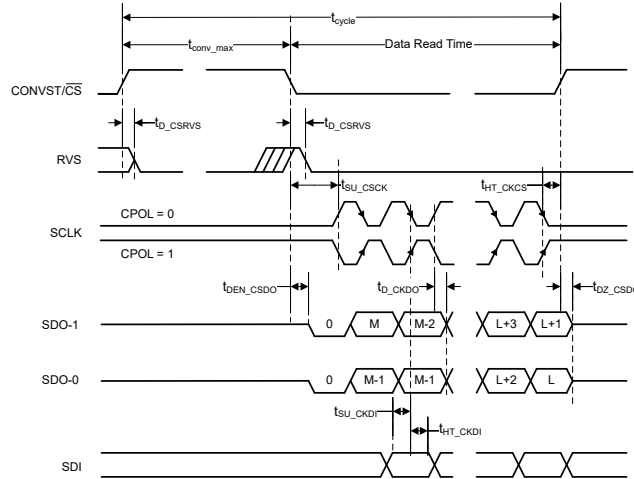 tcycle
tconv_max
Data Read Time
CONVST/CS
tD_CSRVS
tD_CSRVS
RVS
tSU_CSCK
tHT_CKCS
CPOL = 0
SCLK
CPOL = 1
tDEN_CSDO
tD_CKDO
tDZ_CSDO
SDO-1
0 M M-2 L+3 L+1
SDO-0
0 M-1 M-1 L+2 L
tSU_CKDI
tHT_CKDI
SDI